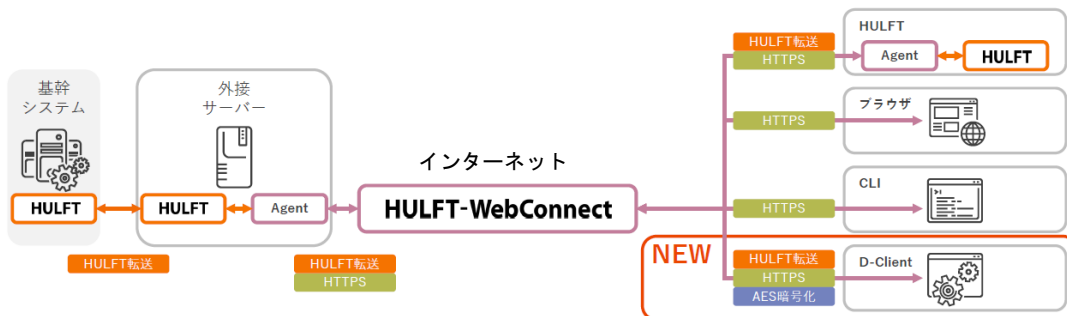 基幹
システム
HULFT
HULFT転送
外接
サーバー
HULFT
Agent
HULFT転送
HTTPS
インターネット
HULFT-WebConnect
HULFT転送
HTTPS
HULFT
Agent
HULFT
HTTPS
ブラウザ
HTTPS
CLI
NEW
HULFT転送
HTTPS
AES暗号化
D-Client